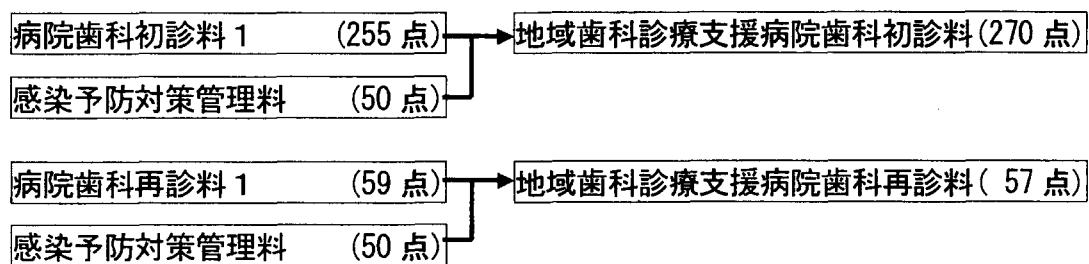 病院歯科初診料1 (255 点) 地域歯科診療支援病院歯科初診料(270 点)
感染予防対策管理料 (50 点)
病院歯科再診料1 (59 点) 地域歯科診療支援病院歯科再診料( 57 点)
感染予防対策管理料 (50 点)